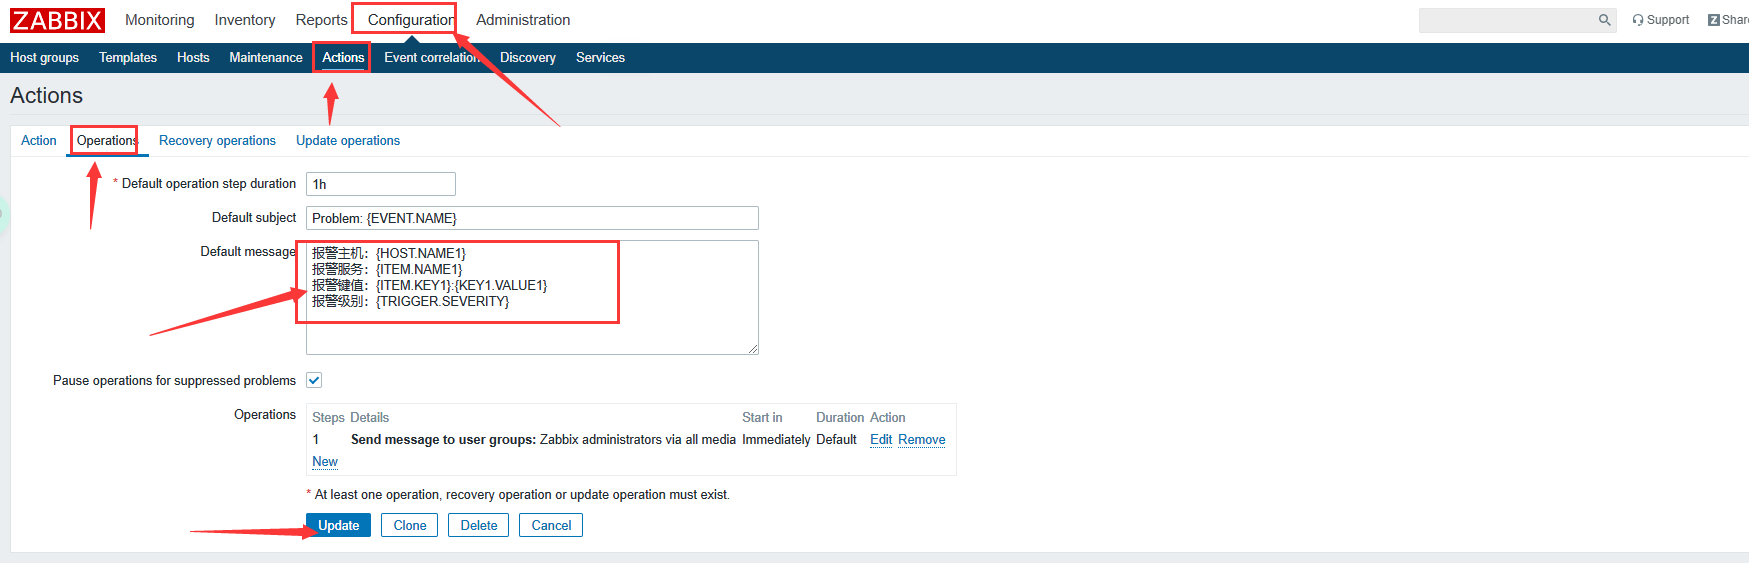 ZABBIX Monitoring Inventory Reports Configuration Administration Support Z Share
Host groups Templates Hosts Maintenance Actions Event correlation Discovery Services
Actions
Action Operations Recovery operations Update operations
* Default operation step duration 1h
Default subject Problem: {EVENT.NAME}
Default message 报警主机：{HOST.NAME1}
报警服务：{ITEM.NAME1}
报警键值：{ITEM.KEY1}:{KEY1.VALUE1}
报警级别：{TRIGGER.SEVERITY}
Pause operations for suppressed problems
Operations Steps Details Start in Duration Action
1 Send message to user groups: Zabbix administrators via all media Immediately Default Edit Remove
New
* At least one operation, recovery operation or update operation must exist.
Update Clone Delete Cancel